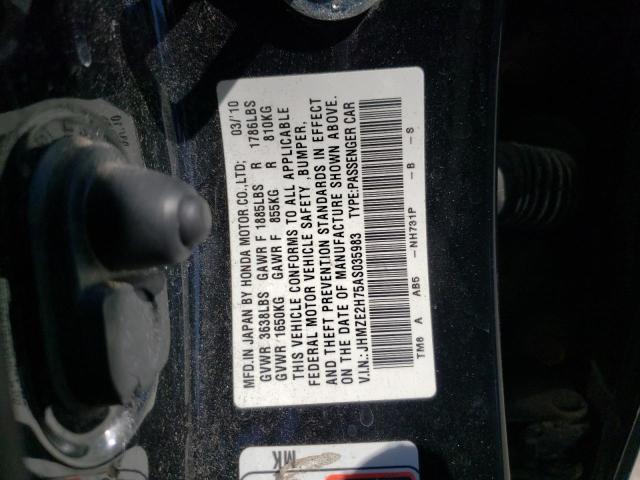 MFD.IN JAPAN BY HONDA MOTOR CO.,LTD; 03/'10
GVWR 3638LBS GAWR F 1885LBS R 1786LBS
GVWR 1650KG GAWR F 855KG R 810KG
THIS VEHICLE CONFORMS TO ALL APPLICABLE
FEDERAL MOTOR VEHICLE SAFETY ,BUMPER,
AND THEFT PREVENTION STANDARDS IN EFFECT
ON THE DATE OF MANUFACTURE SHOWN ABOVE.
V.I.N.:JHMZE2H75AS035983 TYPE:PASSENGER CAR
TM8 A AB5 -NH731P -B -S
MK